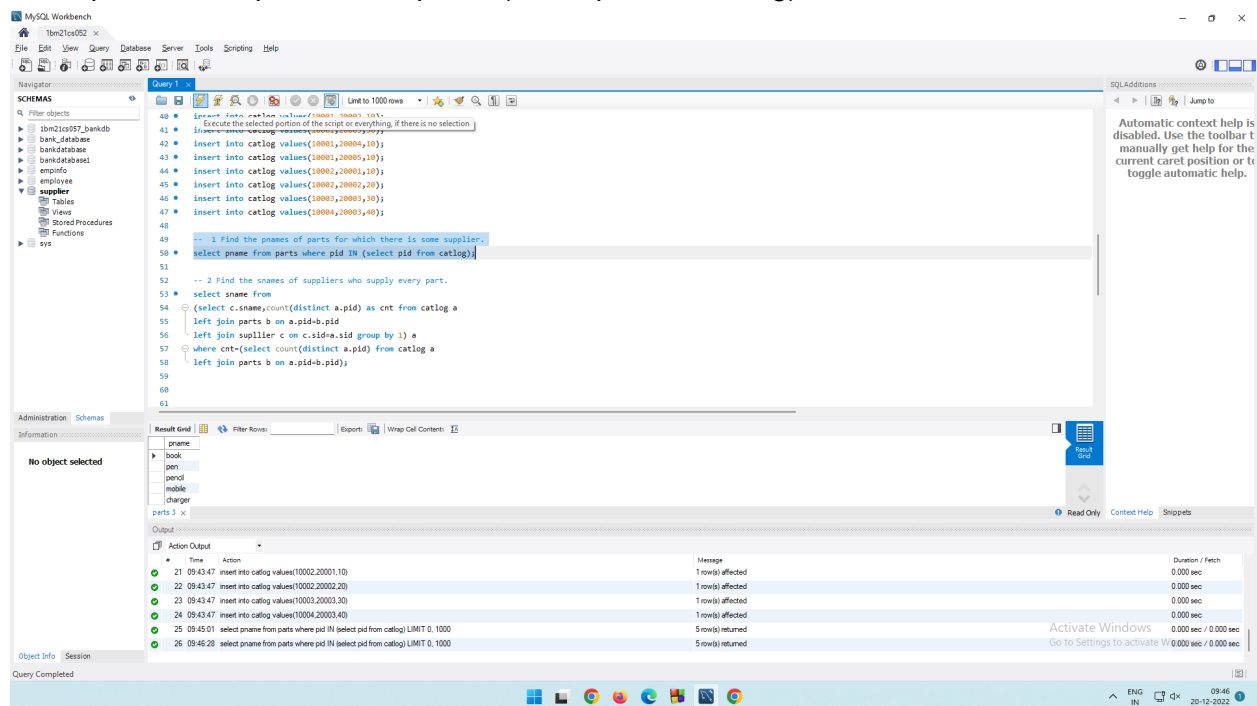 MySQL Workbench
1bm21cs052 ×
File Edit View Query Database Server Tools Scripting Help
Navigator
SCHEMAS
Filter objects
1bm21cs057_bankdb
bank_database
bankdatabase
bankdatabase1
empinfo
employee
supplier
Tables
Views
Stored Procedures
Functions
sys
Administration Schemas
Information
No object selected
Object Info Session
Query 1 ×
Limit to 1000 rows
40 insert into catlog values(10001,20002,10);
Execute the selected portion of the script or everything, if there is no selection
41
42 insert into catlog values(10001,20004,10);
43 insert into catlog values(10001,20005,10);
44 insert into catlog values(10002,20001,10);
45 insert into catlog values(10002,20002,20);
46 insert into catlog values(10003,20003,30);
47 insert into catlog values(10004,20003,40);
48
49 -- 1 Find the pnames of parts for which there is some supplier.
50 select pname from parts where pid IN (select pid from catlog);
51
52 -- 2 Find the snames of suppliers who supply every part.
53 select sname from
54 (select c.sname,count(distinct a.pid) as cnt from catlog a
55 left join parts b on a.pid=b.pid
56 left join supllier c on c.sid=a.sid group by 1) a
57 where cnt=(select count(distinct a.pid) from catlog a
58 left join parts b on a.pid=b.pid);
59
60
61
Result Grid Filter Rows: Export: Wrap Cell Content:
pname
book
pen
pencil
mobile
charger
Result Grid
parts 3 ×
Read Only
Output
Action Output
# Time Action Message Duration / Fetch
21 09:43:47 insert into catlog values(10002,20001,10) 1 row(s) affected 0.000 sec
22 09:43:47 insert into catlog values(10002,20002,20) 1 row(s) affected 0.000 sec
23 09:43:47 insert into catlog values(10003,20003,30) 1 row(s) affected 0.000 sec
24 09:43:47 insert into catlog values(10004,20003,40) 1 row(s) affected 0.000 sec
25 09:45:01 select pname from parts where pid IN (select pid from catlog) LIMIT 0, 1000 5 row(s) returned 0.000 sec / 0.000 sec
26 09:46:28 select pname from parts where pid IN (select pid from catlog) LIMIT 0, 1000 5 row(s) returned 0.000 sec / 0.000 sec
SQLAdditions
Jump to
Automatic context help is
disabled. Use the toolbar t
manually get help for the
current caret position or to
toggle automatic help.
Context Help Snippets
Activate Windows
Go to Settings to activate W
Query Completed
ENG
IN
09:46
20-12-2022
1